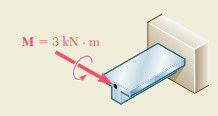 M = 3 kN · m